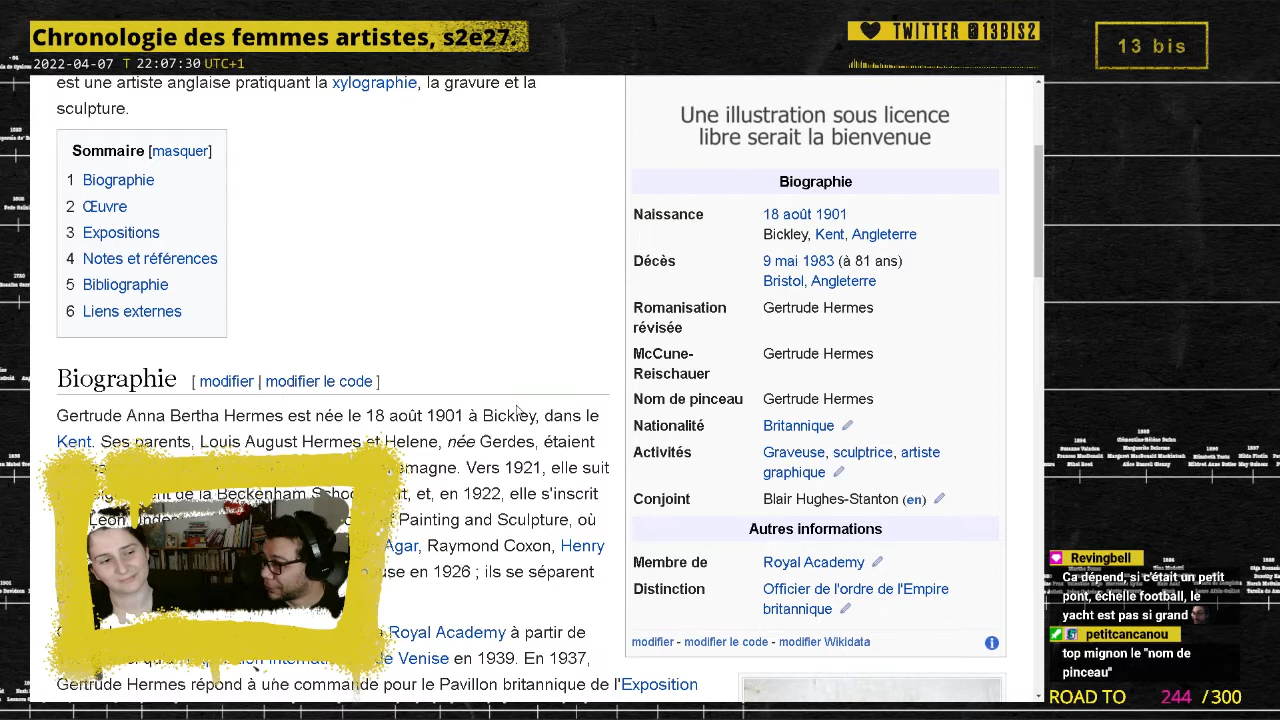 Chronologie des femmes artistes, s2e27
2022-04-07 T 22:07:30 UTC+1
TWITTER @13BIS2
13 bis
est une artiste anglaise pratiquant la xylographie, la gravure et la
sculpture.
Sommaire [masquer]
1 Biographie
2 Œuvre
3 Expositions
4 Notes et références
5 Bibliographie
6 Liens externes
Biographie [ modifier | modifier le code ]
Gertrude Anna Bertha Hermes est née le 18 août 1901 à Bickley, dans le
Kent. Ses parents, Louis August Hermes et Helene, née Gerdes, étaient
Vers 1921, elle suit
de la Beckenham et, en 1922, elle s'inscrit
Leon Painting and Sculpture, où
Agar, Raymond Coxon, Henry
en 1926 ; ils se séparent
Royal Academy à partir de
Venise en 1939. En 1937,
Gertrude Hermes répond à une commande pour le Pavillon britannique de l'Exposition
Une illustration sous licence
libre serait la bienvenue
Biographie
Naissance 18 août 1901
Bickley, Kent, Angleterre
Décès 9 mai 1983 (à 81 ans)
Bristol, Angleterre
Romanisation Gertrude Hermes
révisée
McCune- Gertrude Hermes
Reischauer
Nom de pinceau Gertrude Hermes
Nationalité Britannique
Activités Graveuse, sculptrice, artiste
graphique
Conjoint Blair Hughes-Stanton (en)
Autres informations
Membre de Royal Academy
Distinction Officier de l'ordre de l'Empire
britannique
modifier - modifier le code - modifier Wikidata
Revingbell
Ca dépend, si c'était un petit
pont, échelle football, le
yacht est pas si grand
petitcancanou
top mignon le "nom de
pinceau"
ROAD TO 244 / 300